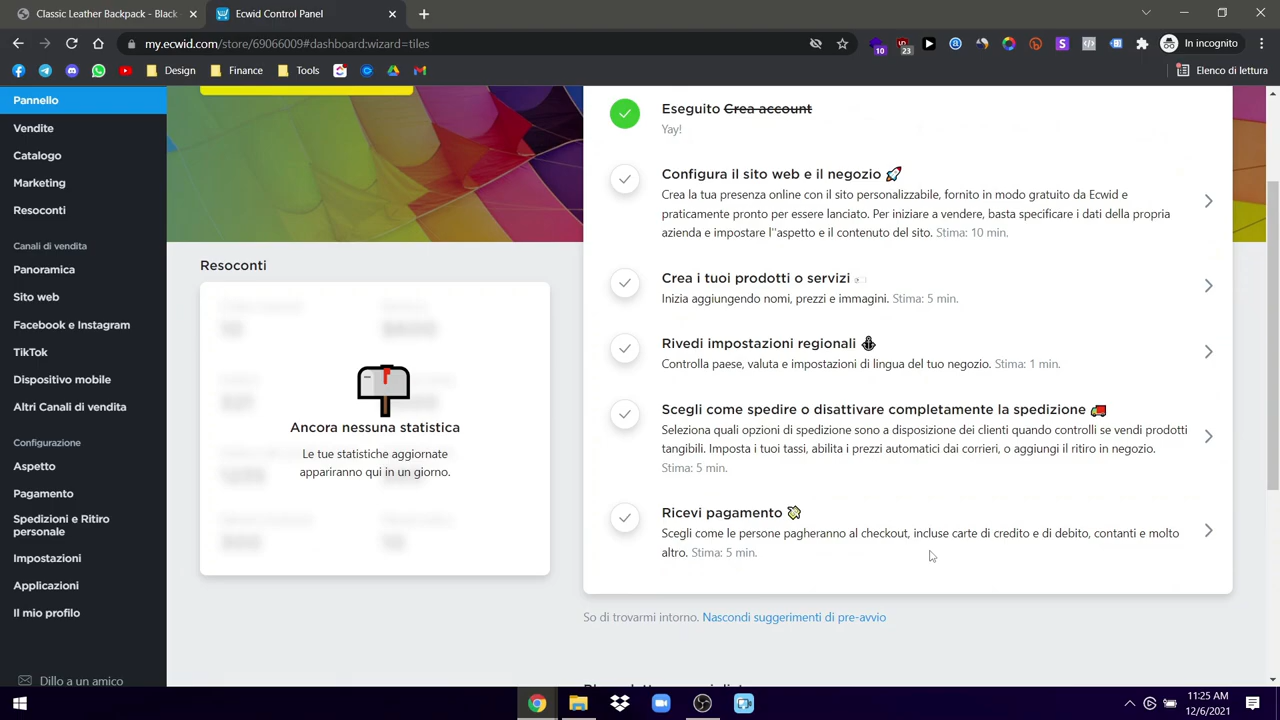 Classic Leather Backpack - Black
Ecwid Control Panel
my.ecwid.com/store/69066009#dashboard:wizard=tiles
10
23
In incognito
Design
Finance
Tools
Elenco di lettura
Pannello
Vendite
Catalogo
Marketing
Resoconti
Canali di vendita
Panoramica
Sito web
Facebook e Instagram
TikTok
Dispositivo mobile
Altri Canali di vendita
Configurazione
Aspetto
Pagamento
Spedizioni e Ritiro
personale
Impostazioni
Applicazioni
Il mio profilo
Dillo a un amico
Resoconti
Ancora nessuna statistica
Le tue statistiche aggiornate
appariranno qui in un giorno.
Eseguito Crea account
Yay!
Configura il sito web e il negozio
Crea la tua presenza online con il sito personalizzabile, fornito in modo gratuito da Ecwid e
praticamente pronto per essere lanciato. Per iniziare a vendere, basta specificare i dati della propria
azienda e impostare l''aspetto e il contenuto del sito. Stima: 10 min.
Crea i tuoi prodotti o servizi
Inizia aggiungendo nomi, prezzi e immagini. Stima: 5 min.
Rivedi impostazioni regionali
Controlla paese, valuta e impostazioni di lingua del tuo negozio. Stima: 1 min.
Scegli come spedire o disattivare completamente la spedizione
Seleziona quali opzioni di spedizione sono a disposizione dei clienti quando controlli se vendi prodotti
tangibili. Imposta i tuoi tassi, abilita i prezzi automatici dai corrieri, o aggiungi il ritiro in negozio.
Stima: 5 min.
Ricevi pagamento
Scegli come le persone pagheranno al checkout, incluse carte di credito e di debito, contanti e molto
altro. Stima: 5 min.
So di trovarmi intorno. Nascondi suggerimenti di pre-avvio
11:25 AM
12/6/2021